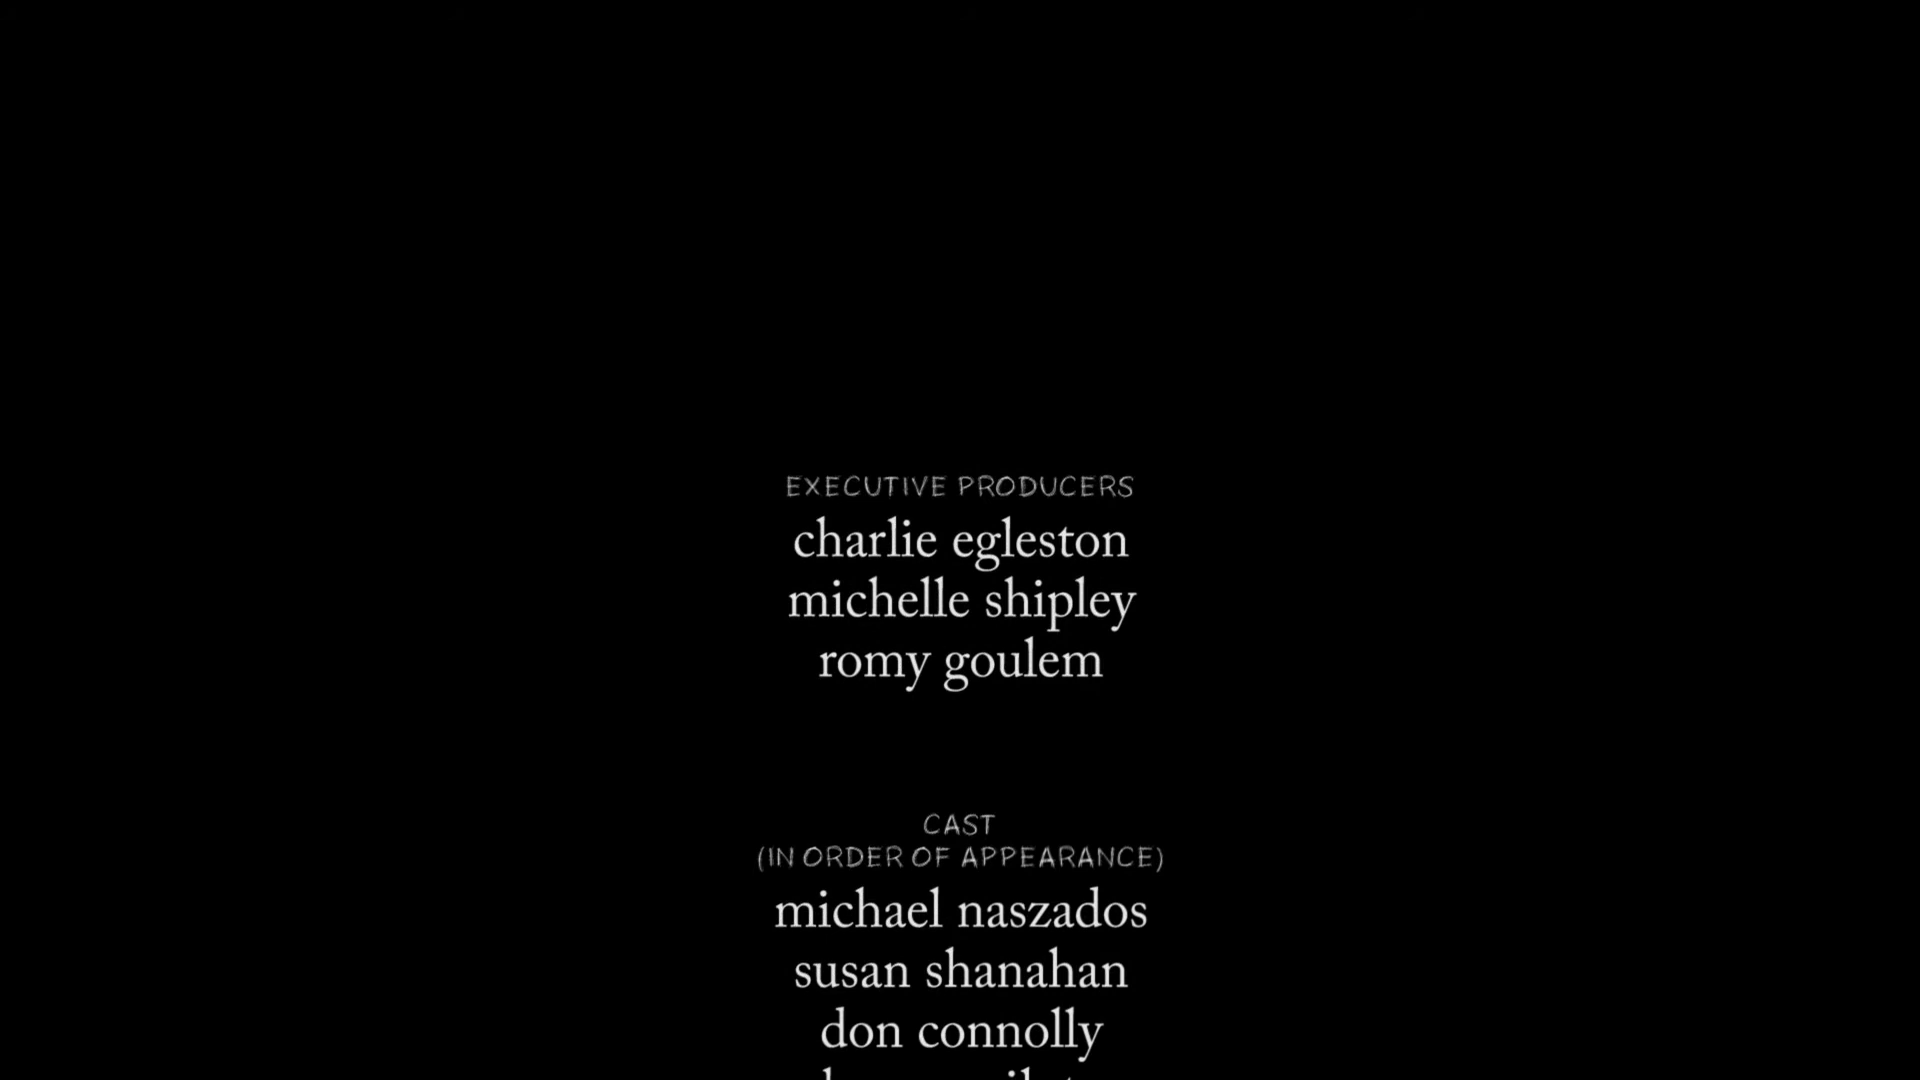 EXECUTIVE PRODUCERS
charlie egleston
michelle shipley
romy goulem
CAST
(IN ORDER OF APPEARANCE)
michael naszados
susan shanahan
don connolly